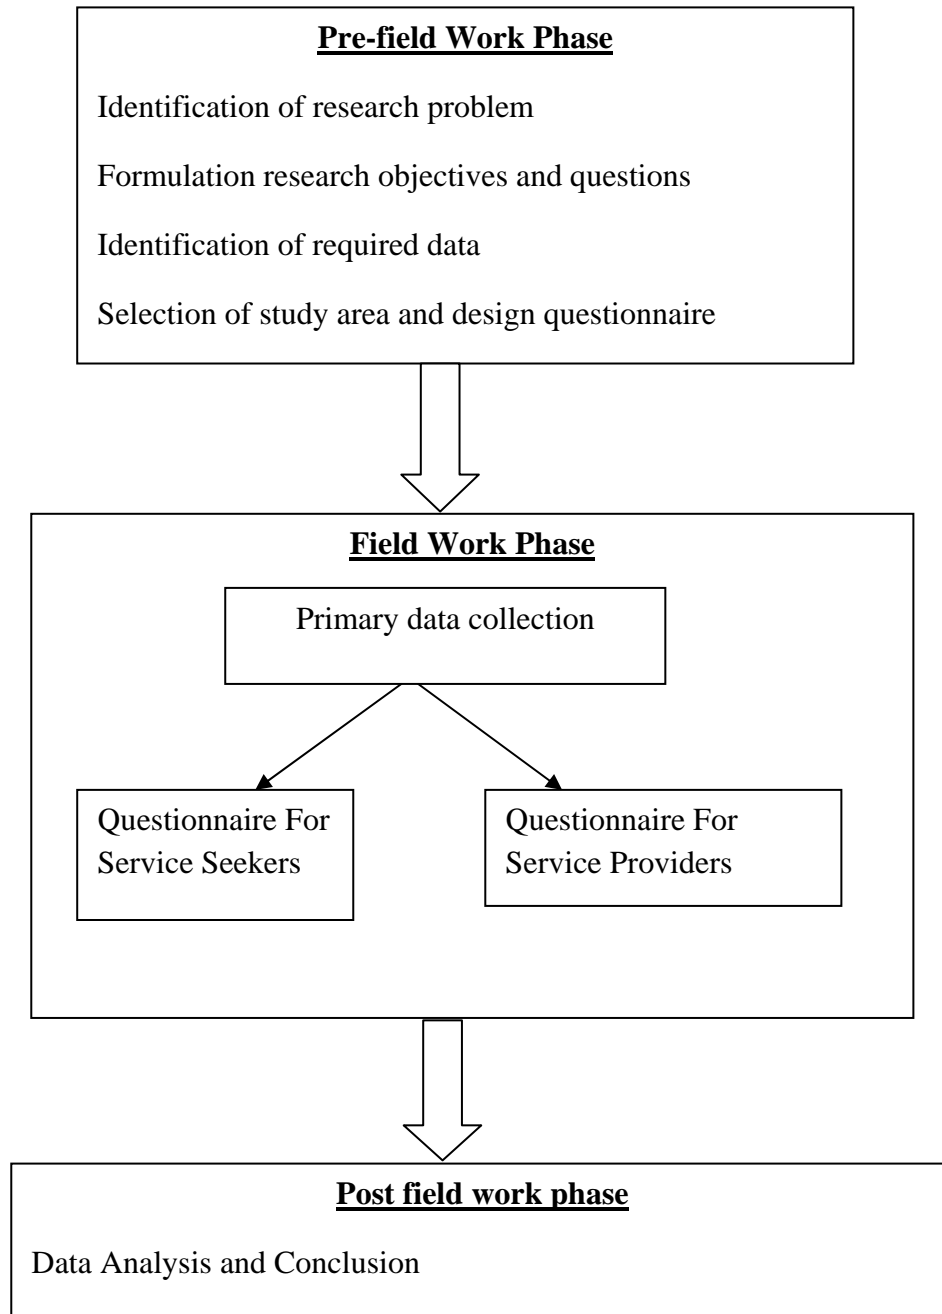 Pre-field Work Phase
Identification of research problem
Formulation research objectives and questions
Identification of required data
Selection of study area and design questionnaire
Field Work Phase
Primary data collection
Questionnaire For
Service Seekers
Questionnaire For
Service Providers
Post field work phase
Data Analysis and Conclusion